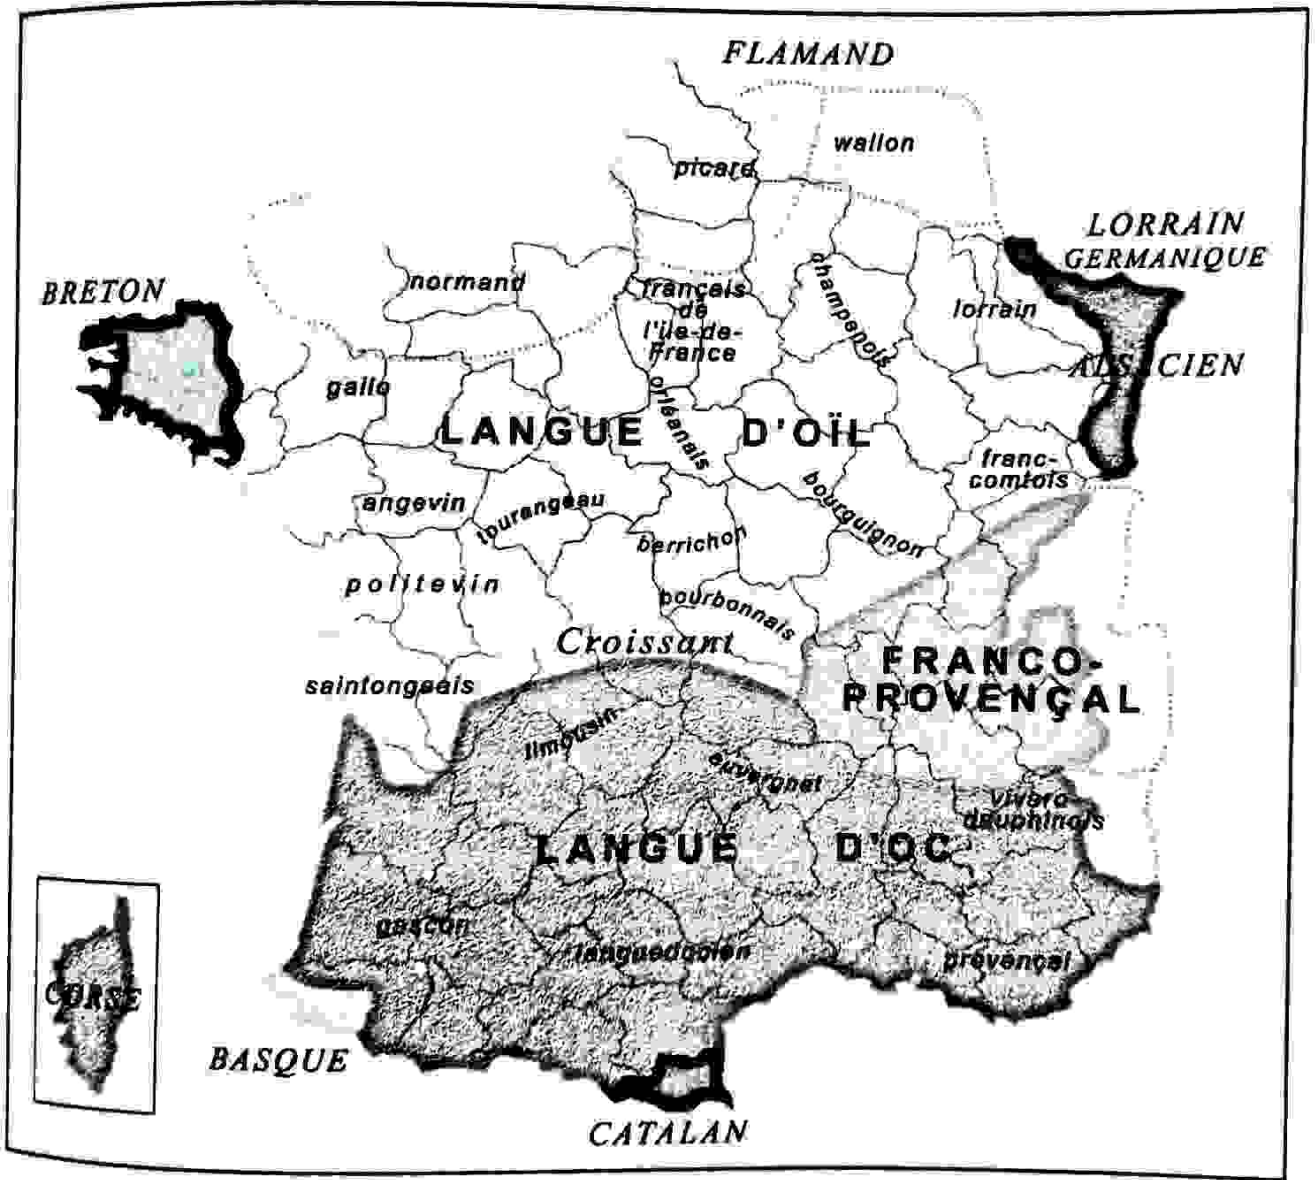 FLAMAND
wallon
picard
LORRAIN
GERMANIQUE
BRETON
normand
français
de
l'île-de-
France
champenois
lorrain
ALSACIEN
gallo
orléanais
LANGUE D'OÏL
franc-
comtois
angevin
tourangeau
bourguignon
berrichon
poitevin
bourbonnais
Croissant
FRANCO-
PROVENÇAL
saintongeais
limousin
auvergnat
vivaro
dauphinois
LANGUE D'OC
gascon
languedocien
provençal
CORSE
BASQUE
CATALAN